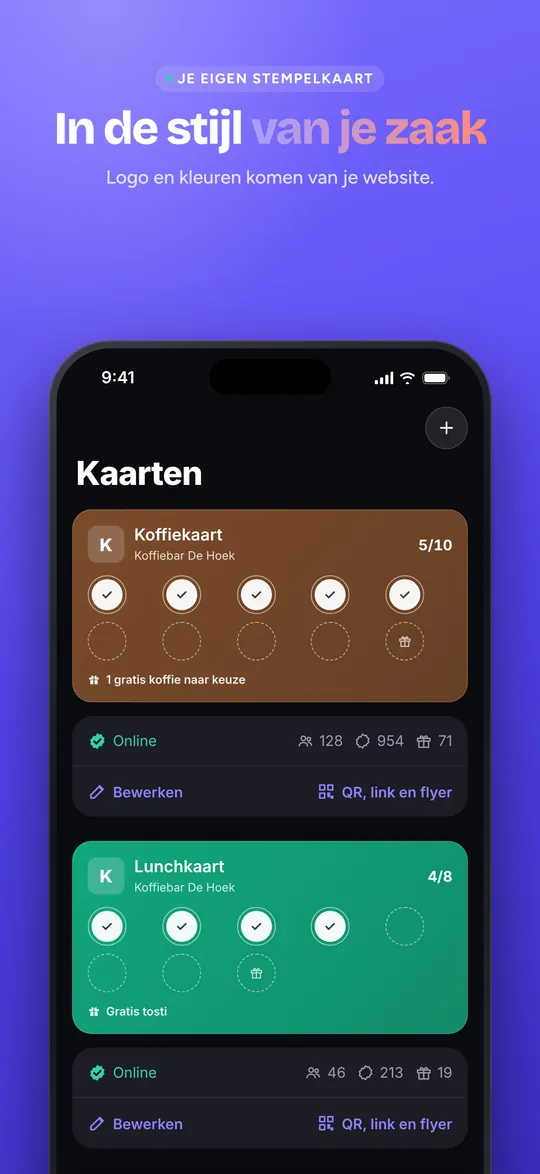 JE EIGEN STEMPELKAART
In de stijl van je zaak
Logo en kleuren komen van je website.
9:41
Kaarten
K
Koffiekaart
Koffiebar De Hoek
5/10
1 gratis koffie naar keuze
Online
128
954
71
Bewerken
QR, link en flyer
K
Lunchkaart
Koffiebar De Hoek
4/8
Gratis tosti
Online
46
213
19
Bewerken
QR, link en flyer